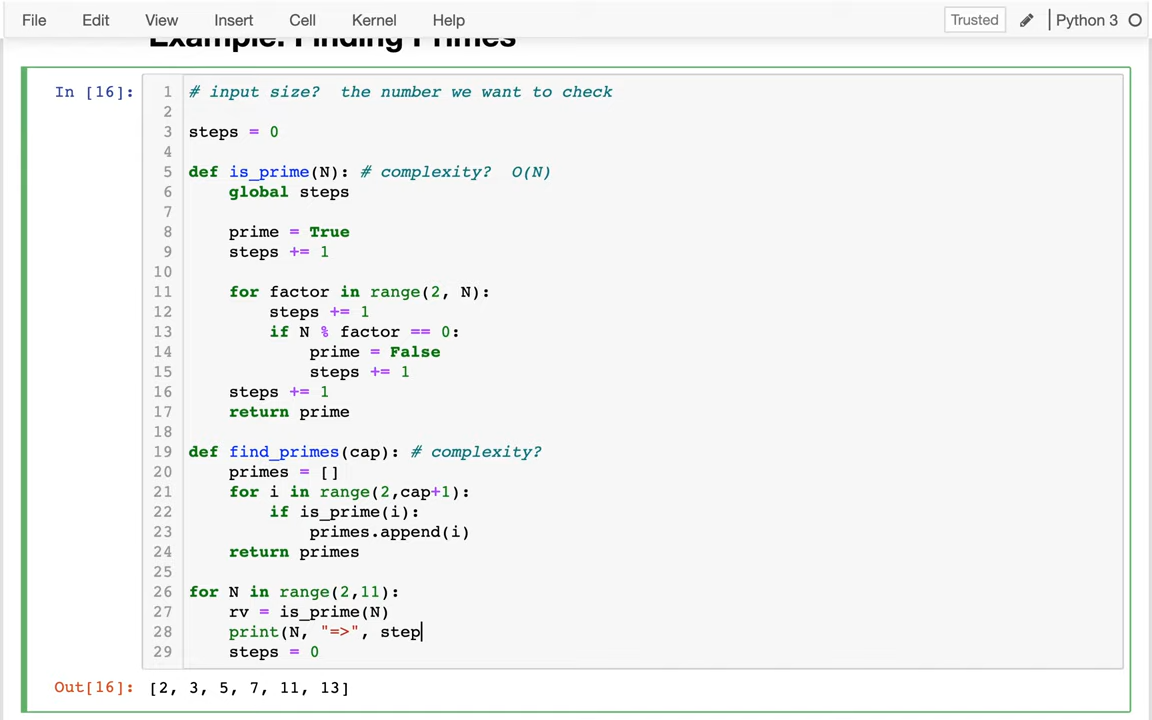 File Edit View Insert Cell Kernel Help Trusted Python 3
Example: Finding Primes
In [16]:
1 # input size?  the number we want to check
2
3 steps = 0
4
5 def is_prime(N): # complexity?  O(N)
6     global steps
7
8     prime = True
9     steps += 1
10
11     for factor in range(2, N):
12         steps += 1
13         if N % factor == 0:
14             prime = False
15             steps += 1
16     steps += 1
17     return prime
18
19 def find_primes(cap): # complexity?
20     primes = []
21     for i in range(2,cap+1):
22         if is_prime(i):
23             primes.append(i)
24     return primes
25
26 for N in range(2,11):
27     rv = is_prime(N)
28     print(N, "=>", step
29     steps = 0
Out[16]: [2, 3, 5, 7, 11, 13]